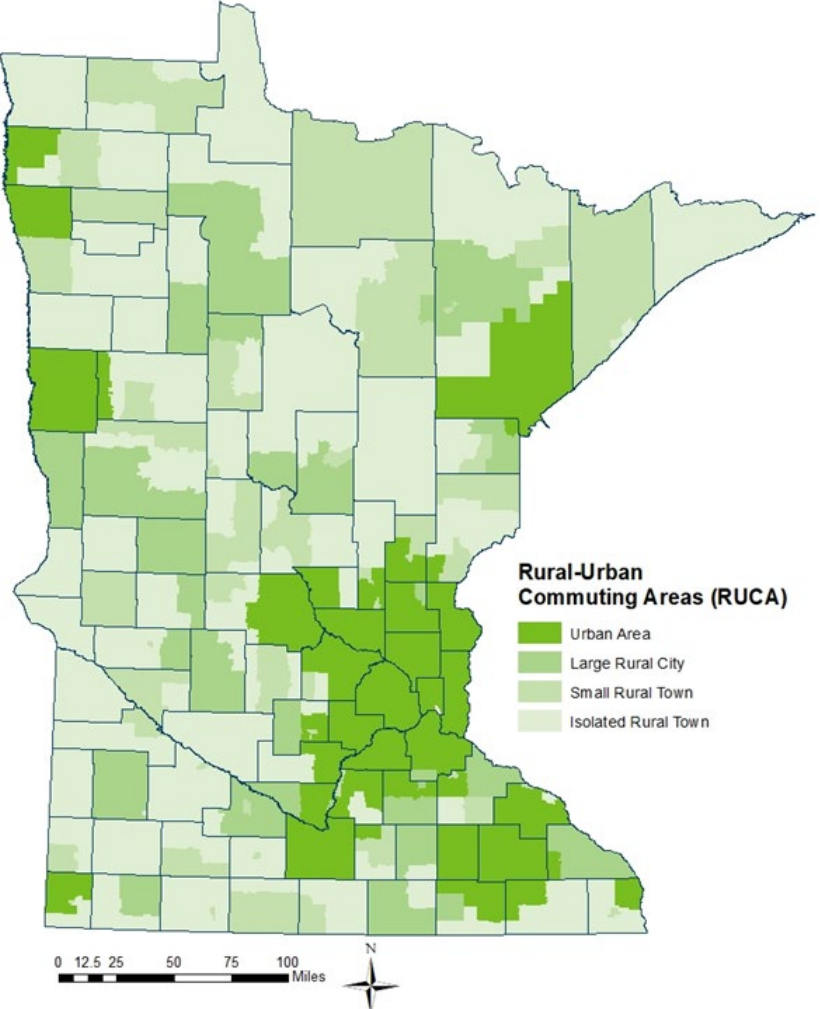 Rural-Urban
Commuting Areas (RUCA)
Urban Area
Large Rural City
Small Rural Town
Isolated Rural Town
N
0 12.5 25 50 75 100
Miles